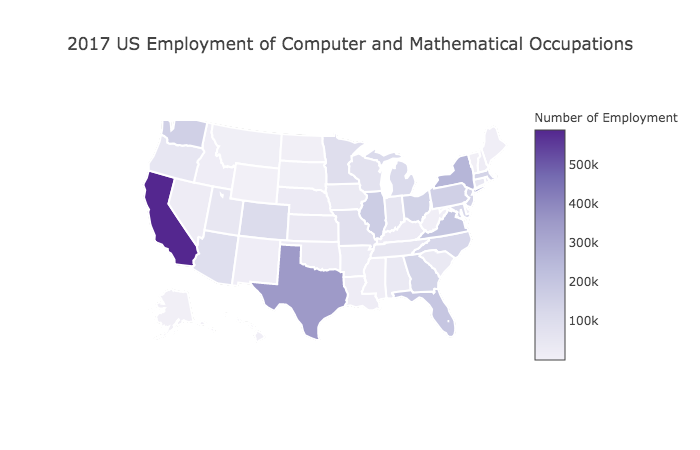 2017 US Employment of Computer and Mathematical Occupations
Number of Employment
500k
400k
300k
200k
100k